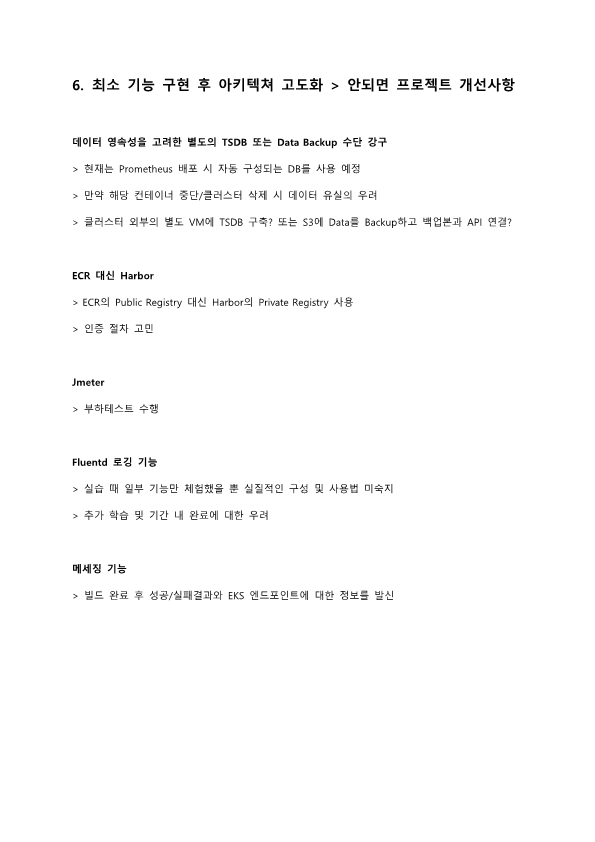 6. 최소 기능 구현 후 아키텍쳐 고도화 > 안되면 프로젝트 개선사항
데이터 영속성을 고려한 별도의 TSDB 또는 Data Backup 수단 강구
> 현재는 Prometheus 배포 시 자동 구성되는 DB를 사용 예정
> 만약 해당 컨테이너 중단/클러스터 삭제 시 데이터 유실의 우려
> 클러스터 외부의 별도 VM에 TSDB 구축? 또는 S3에 Data를 Backup하고 백업본과 API 연결?
ECR 대신 Harbor
> ECR의 Public Registry 대신 Harbor의 Private Registry 사용
> 인증 절차 고민
Jmeter
> 부하테스트 수행
Fluentd 로깅 기능
> 실습 때 일부 기능만 체험했을 뿐 실질적인 구성 및 사용법 미숙지
> 추가 학습 및 기간 내 완료에 대한 우려
메세징 기능
> 빌드 완료 후 성공/실패결과와 EKS 엔드포인트에 대한 정보를 발신